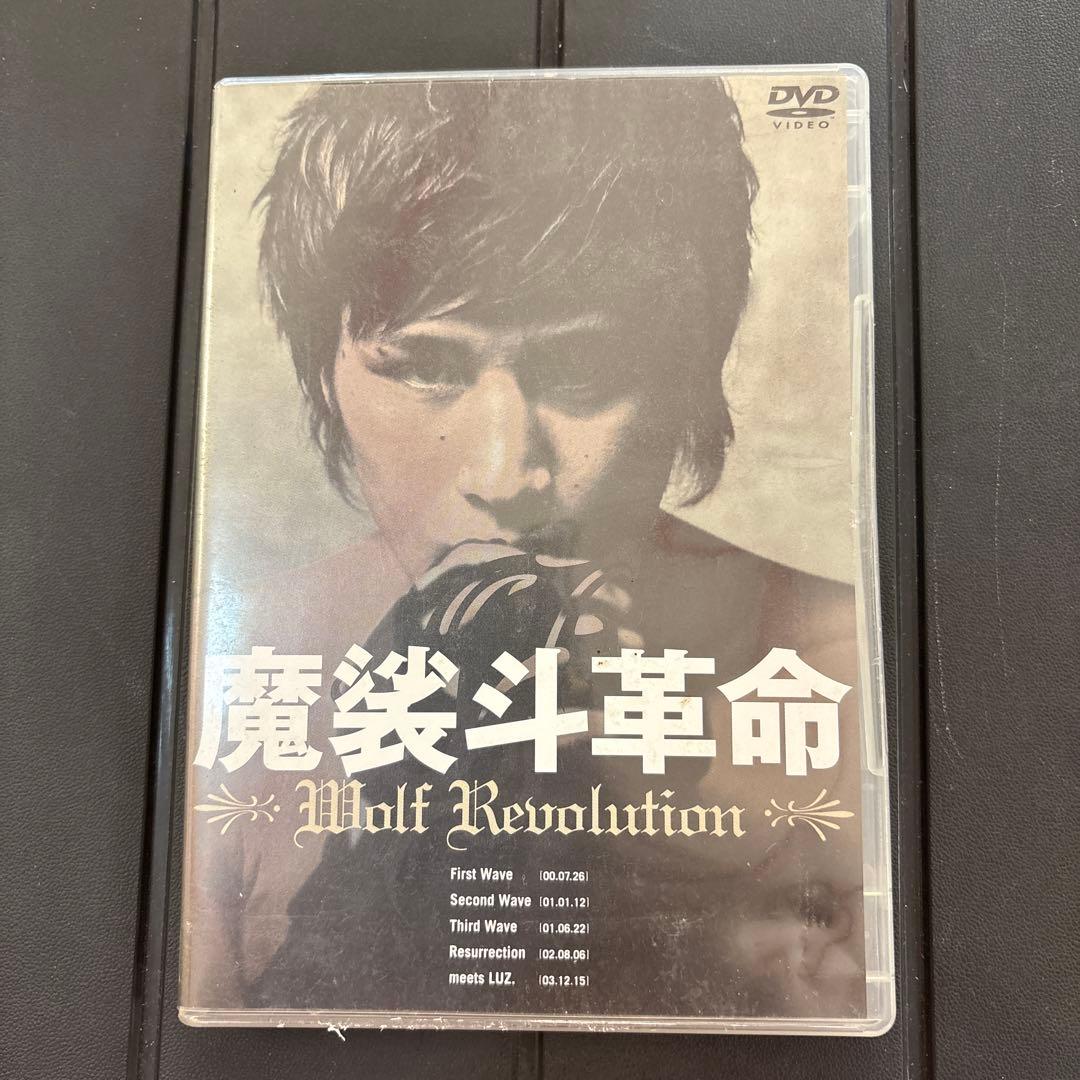 DVD
VIDEO
魔裟斗革命
Wolf Revolution
First Wave [00.07.26]
Second Wave [01.01.12]
Third Wave [01.06.22]
Resurrection [02.08.06]
meets LUZ. [03.12.15]